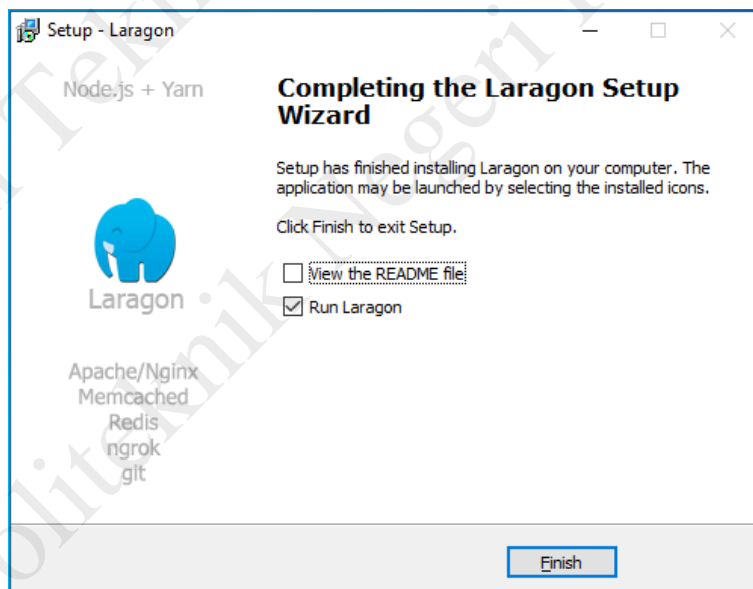 Setup - Laragon
Node.js + Yarn
Laragon
Apache/Nginx
Memcached
Redis
ngrok
git
Completing the Laragon Setup
Wizard
Setup has finished installing Laragon on your computer. The
application may be launched by selecting the installed icons.
Click Finish to exit Setup.
View the README file
Run Laragon
Finish
Politeknik Negeri